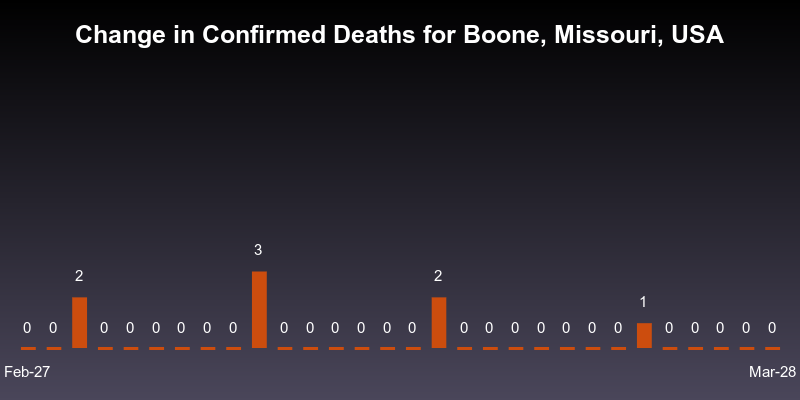 Change in Confirmed Deaths for Boone, Missouri, USA
3
2 2
1
0 0 0 0 0 0 0 0 0 0 0 0 0 0 0 0 0 0 0 0 0 0 0 0 0 0
Feb-27 Mar-28